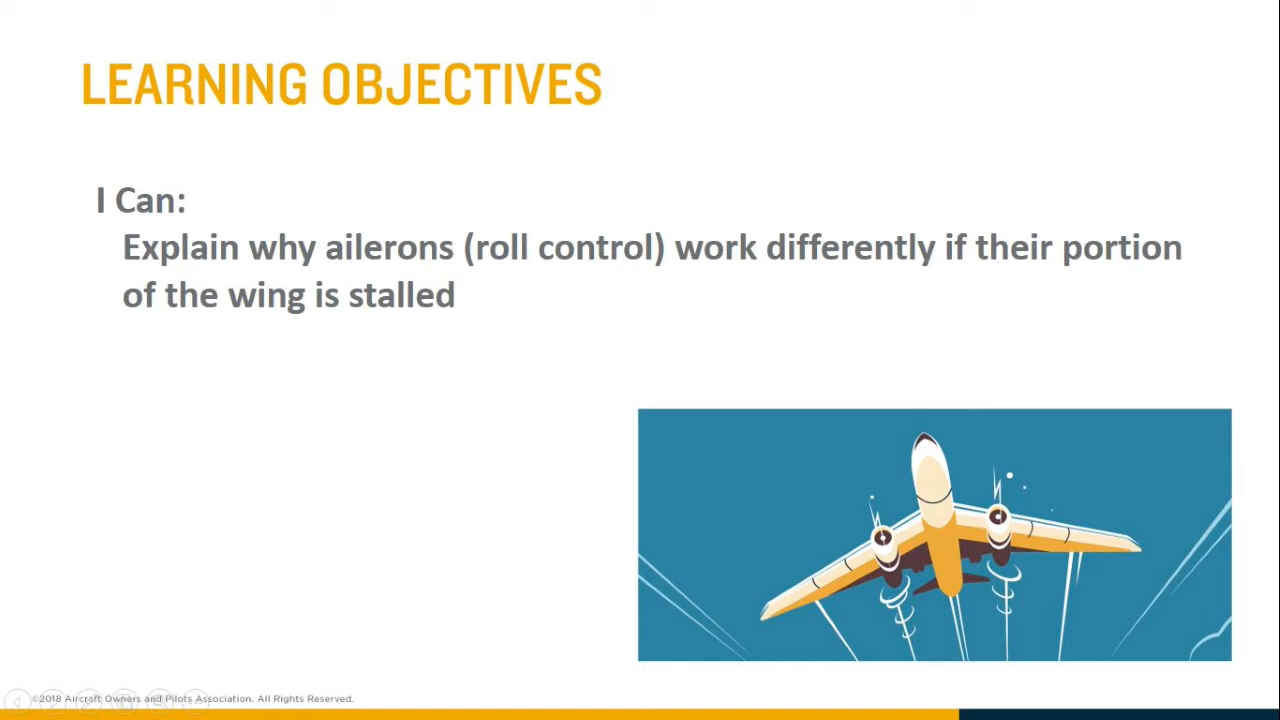 LEARNING OBJECTIVES
I Can:
Explain why ailerons (roll control) work differently if their portion
of the wing is stalled
©2018 Aircraft Owners and Pilots Association. All Rights Reserved.